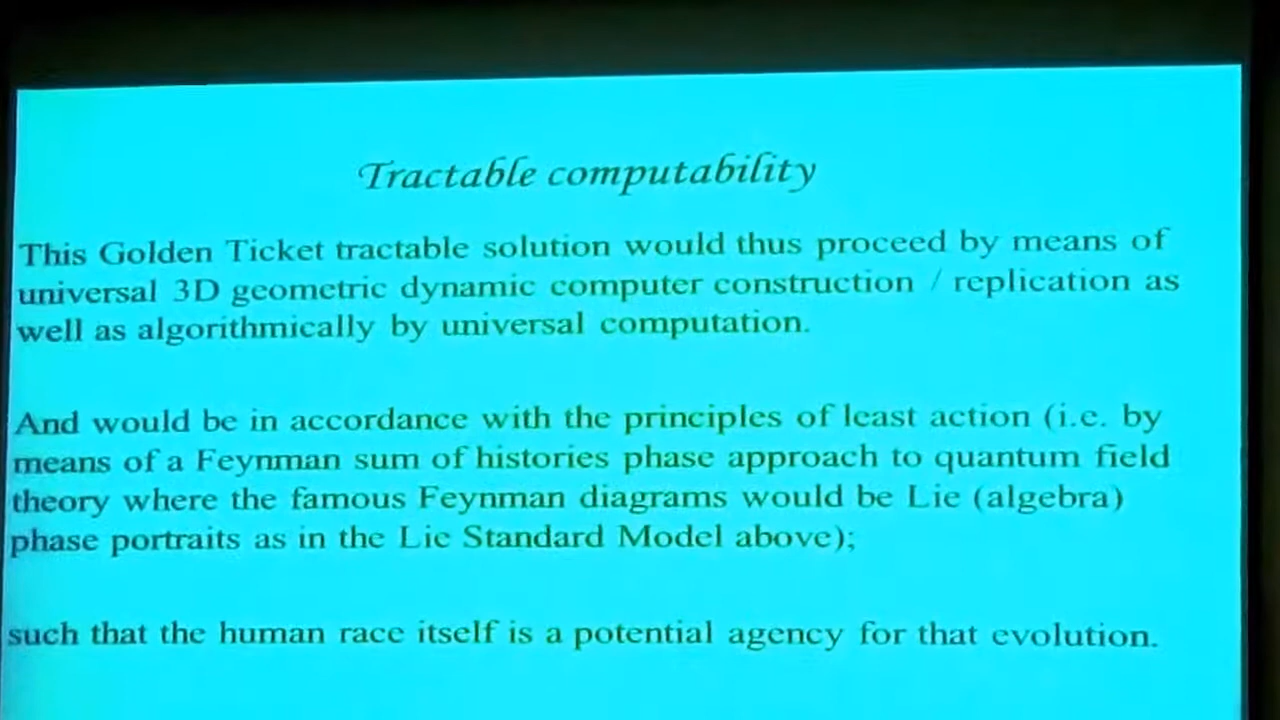 Tractable computability
This Golden Ticket tractable solution would thus proceed by means of
universal 3D geometric dynamic computer construction / replication as
well as algorithmically by universal computation.
And would be in accordance with the principles of least action (i.e. by
means of a Feynman sum of histories phase approach to quantum field
theory where the famous Feynman diagrams would be Lie (algebra)
phase portraits as in the Lie Standard Model above);
such that the human race itself is a potential agency for that evolution.